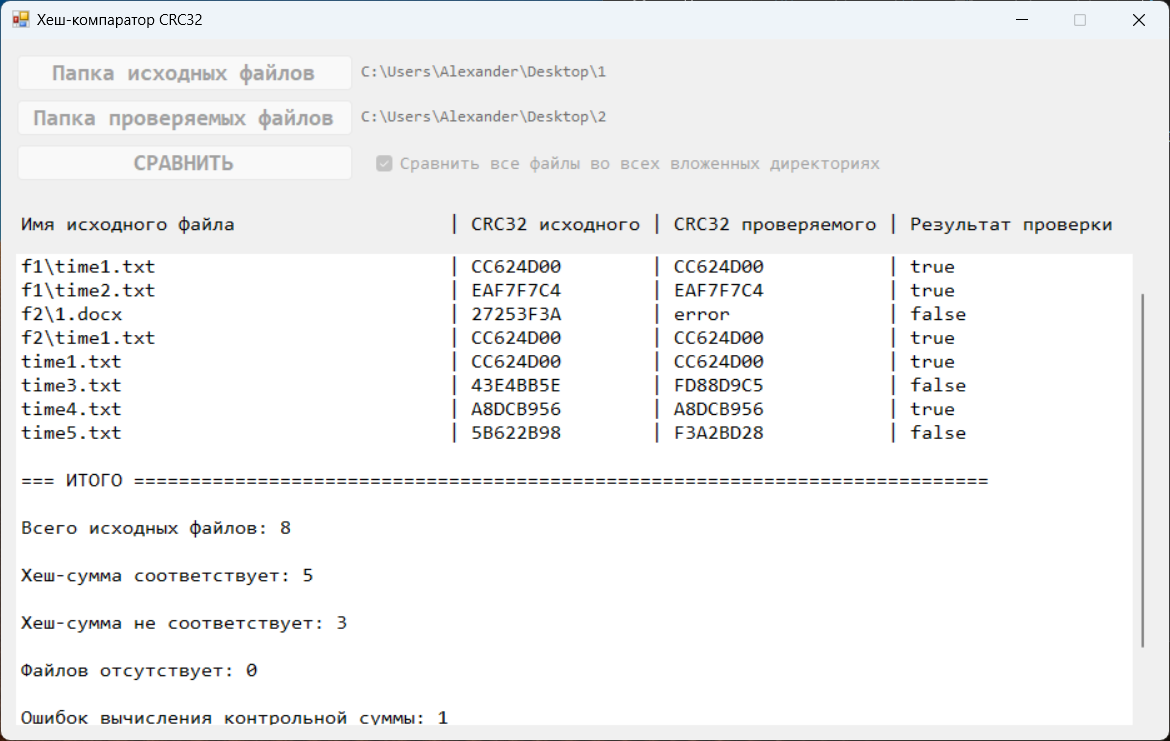 Хеш-компаратор CRC32
Папка исходных файлов C:\Users\Alexander\Desktop\1
Папка проверяемых файлов C:\Users\Alexander\Desktop\2
СРАВНИТЬ Сравнить все файлы во всех вложенных директориях
Имя исходного файла | CRC32 исходного | CRC32 проверяемого | Результат проверки
f1\time1.txt | CC624D00 | CC624D00 | true
f1\time2.txt | EAF7F7C4 | EAF7F7C4 | true
f2\1.docx | 27253F3A | error | false
f2\time1.txt | CC624D00 | CC624D00 | true
time1.txt | CC624D00 | CC624D00 | true
time3.txt | 43E4BB5E | FD88D9C5 | false
time4.txt | A8DCB956 | A8DCB956 | true
time5.txt | 5B622B98 | F3A2BD28 | false
=== ИТОГО ============================================================================
Всего исходных файлов: 8
Хеш-сумма соответствует: 5
Хеш-сумма не соответствует: 3
Файлов отсутствует: 0
Ошибок вычисления контрольной суммы: 1